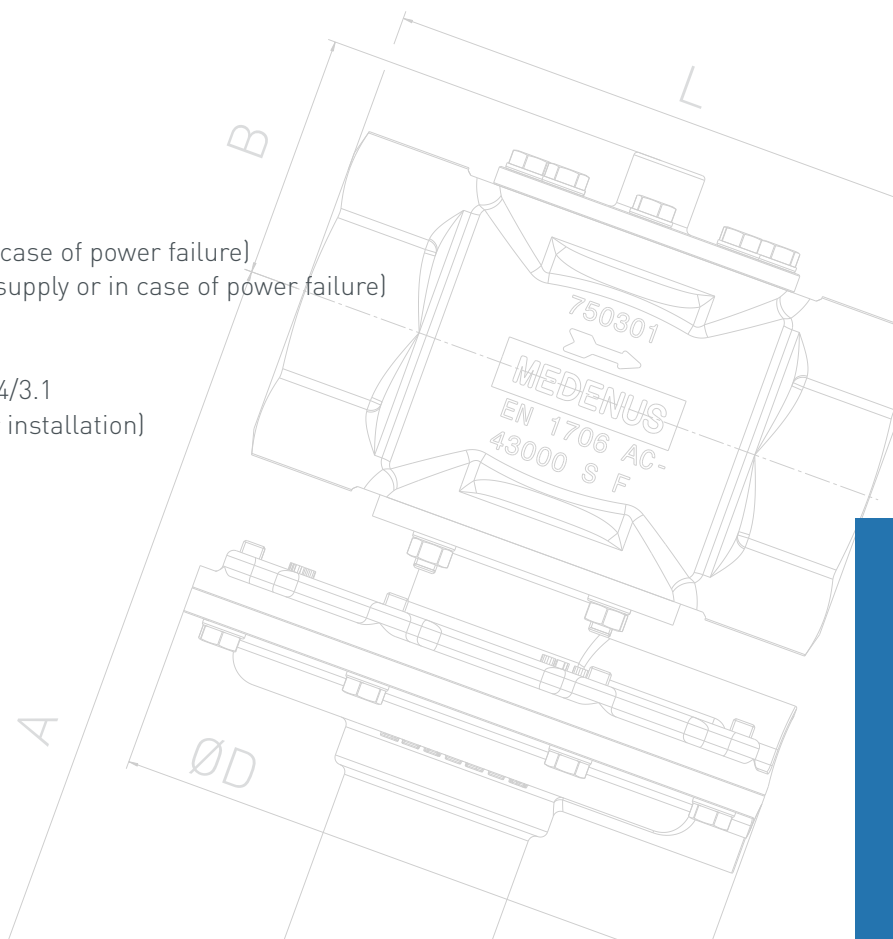 L
B
case of power failure)
supply or in case of power failure)
4/3.1
installation)
750301
MEDENUS
EN 1706 AC-
43000 S F
A
ØD